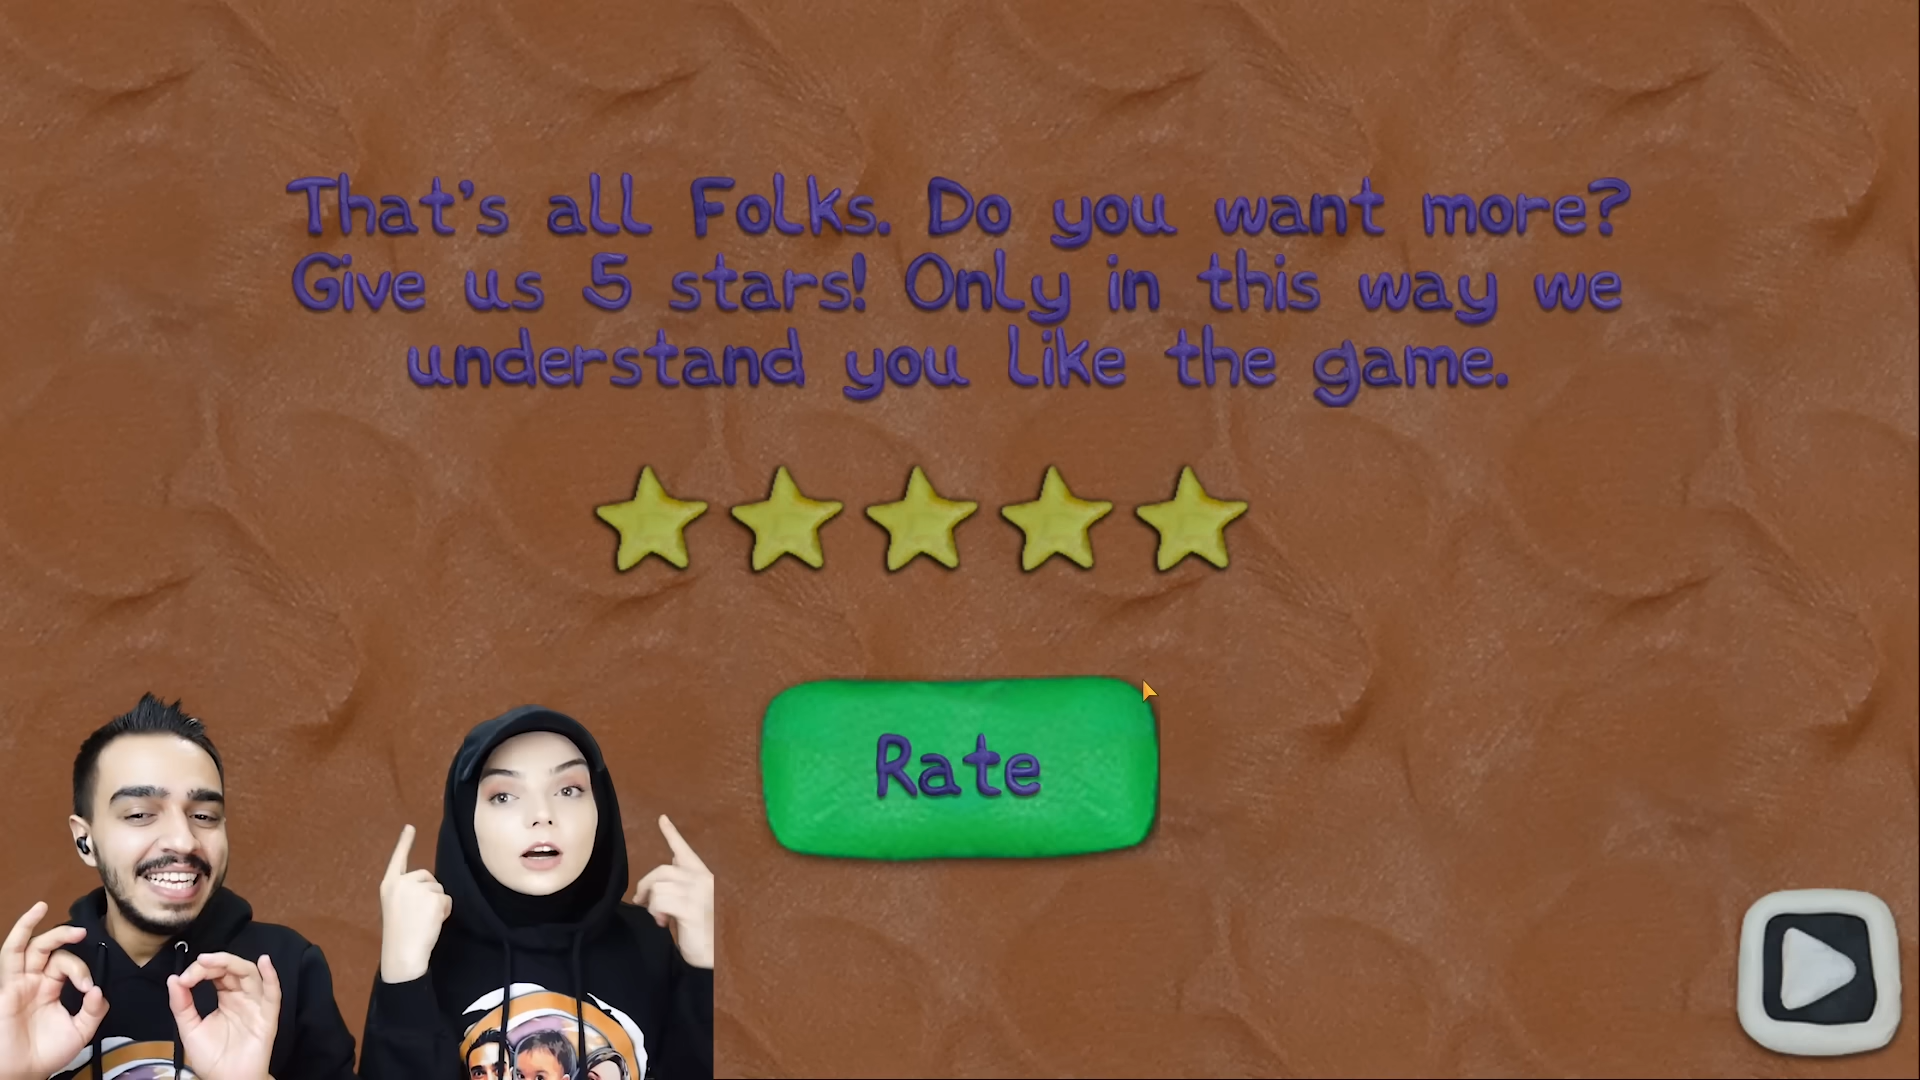 That's all Folks. Do you want more?
Give us 5 stars! Only in this way we
understand you like the game.
Rate